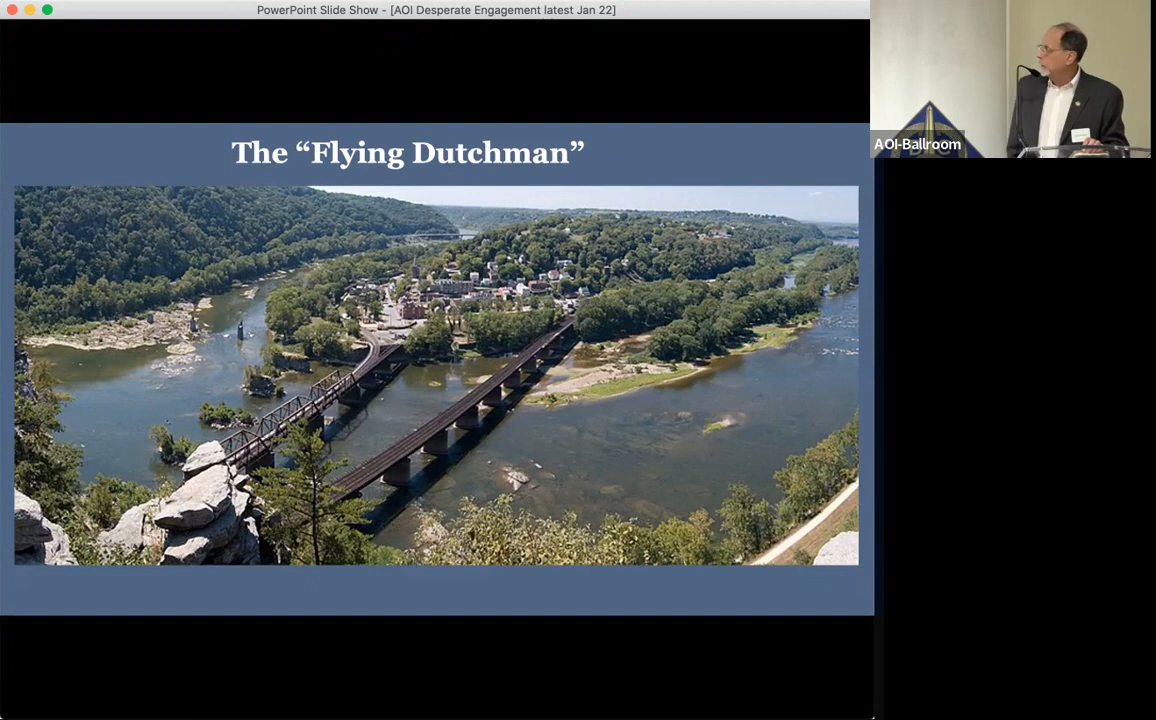 PowerPoint Slide Show - [AOI Desperate Engagement latest Jan 22]
The “Flying Dutchman”
AOI-Ballroom